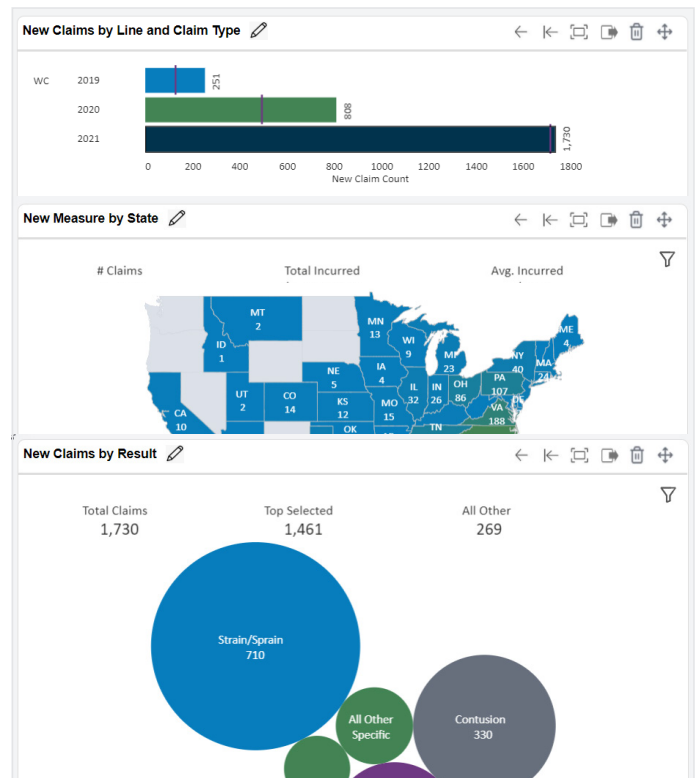 New Claims by Line and Claim Type
WC
2019
251
2020
808
2021
1,730
0 200 400 600 800 1000 1200 1400 1600 1800
New Claim Count
New Measure by State
# Claims Total Incurred Avg. Incurred
MT
2
MN
13
ME
4
ID
1
WI
9
MI
23
NY
40
MA
24
NE
5
IA
4
PA
107
UT
2
CO
14
IL
32
IN
26
OH
86
KS
12
MO
15
VA
188
CA
10
OK
TN
New Claims by Result
Total Claims Top Selected All Other
1,730 1,461 269
Strain/Sprain
710
All Other
Specific
Contusion
330